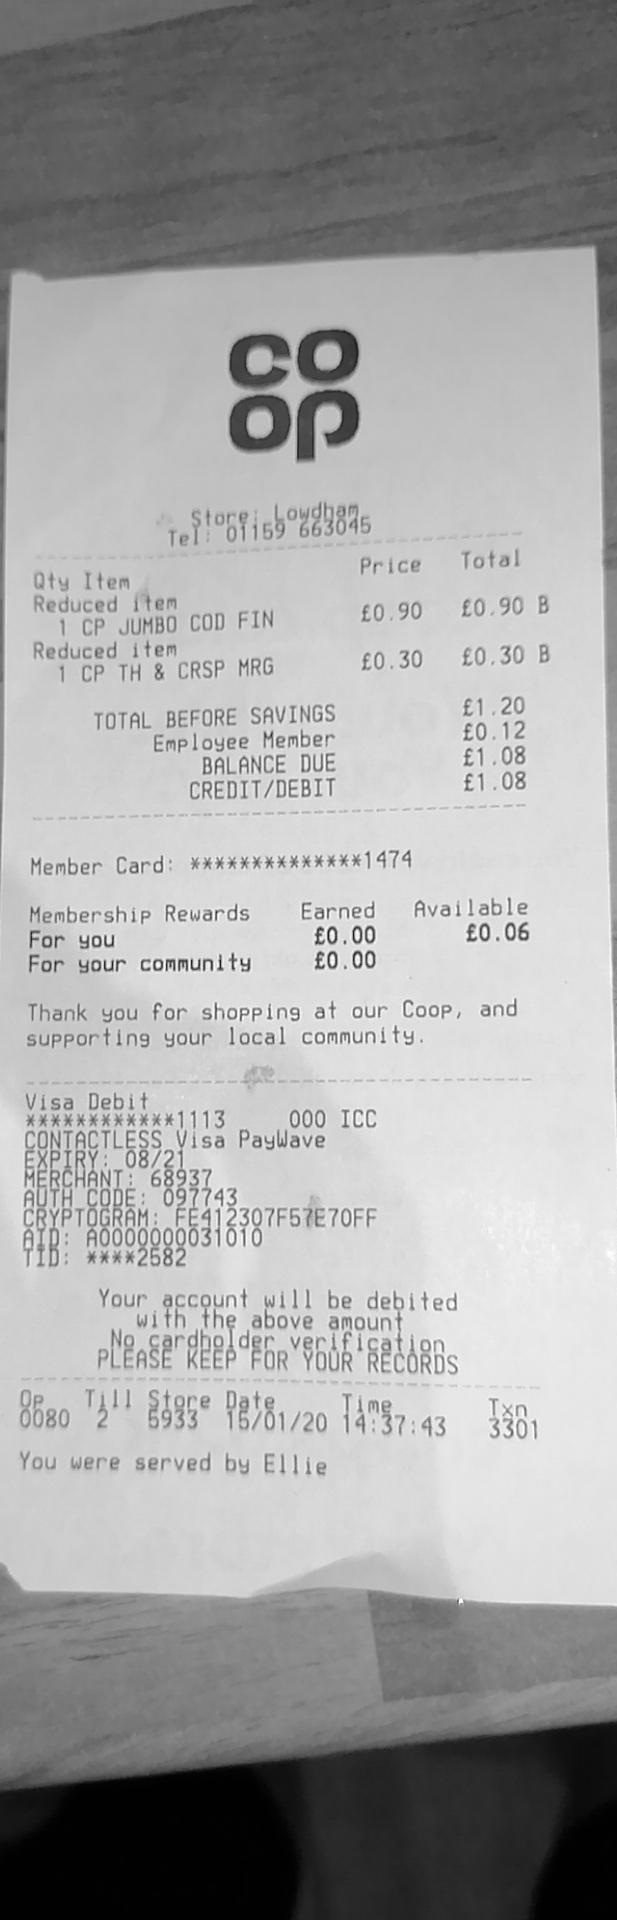 co
op
Store: Lowdham
Tel: 01159 663045
Qty Item Price Total
Reduced item
1 CP JUMBO COD FIN £0.90 £0.90 B
Reduced item
1 CP TH & CRSP MRG £0.30 £0.30 B
TOTAL BEFORE SAVINGS £1.20
Employee Member £0.12
BALANCE DUE £1.08
CREDIT/DEBIT £1.08
Member Card: **************1474
Membership Rewards Earned Available
For you £0.00 £0.06
For your community £0.00
Thank you for shopping at our Coop, and
supporting your local community.
Visa Debit
************1113 000 ICC
CONTACTLESS Visa PayWave
EXPIRY: 08/21
MERCHANT: 68937
AUTH CODE: 097743
CRYPTOGRAM: FE412307F57E70FF
AID: A0000000031010
TID: ****2582
Your account will be debited
with the above amount
No cardholder verification
PLEASE KEEP FOR YOUR RECORDS
Op Till Store Date Time Txn
0080 2 5933 15/01/20 14:37:43 3301
You were served by Ellie